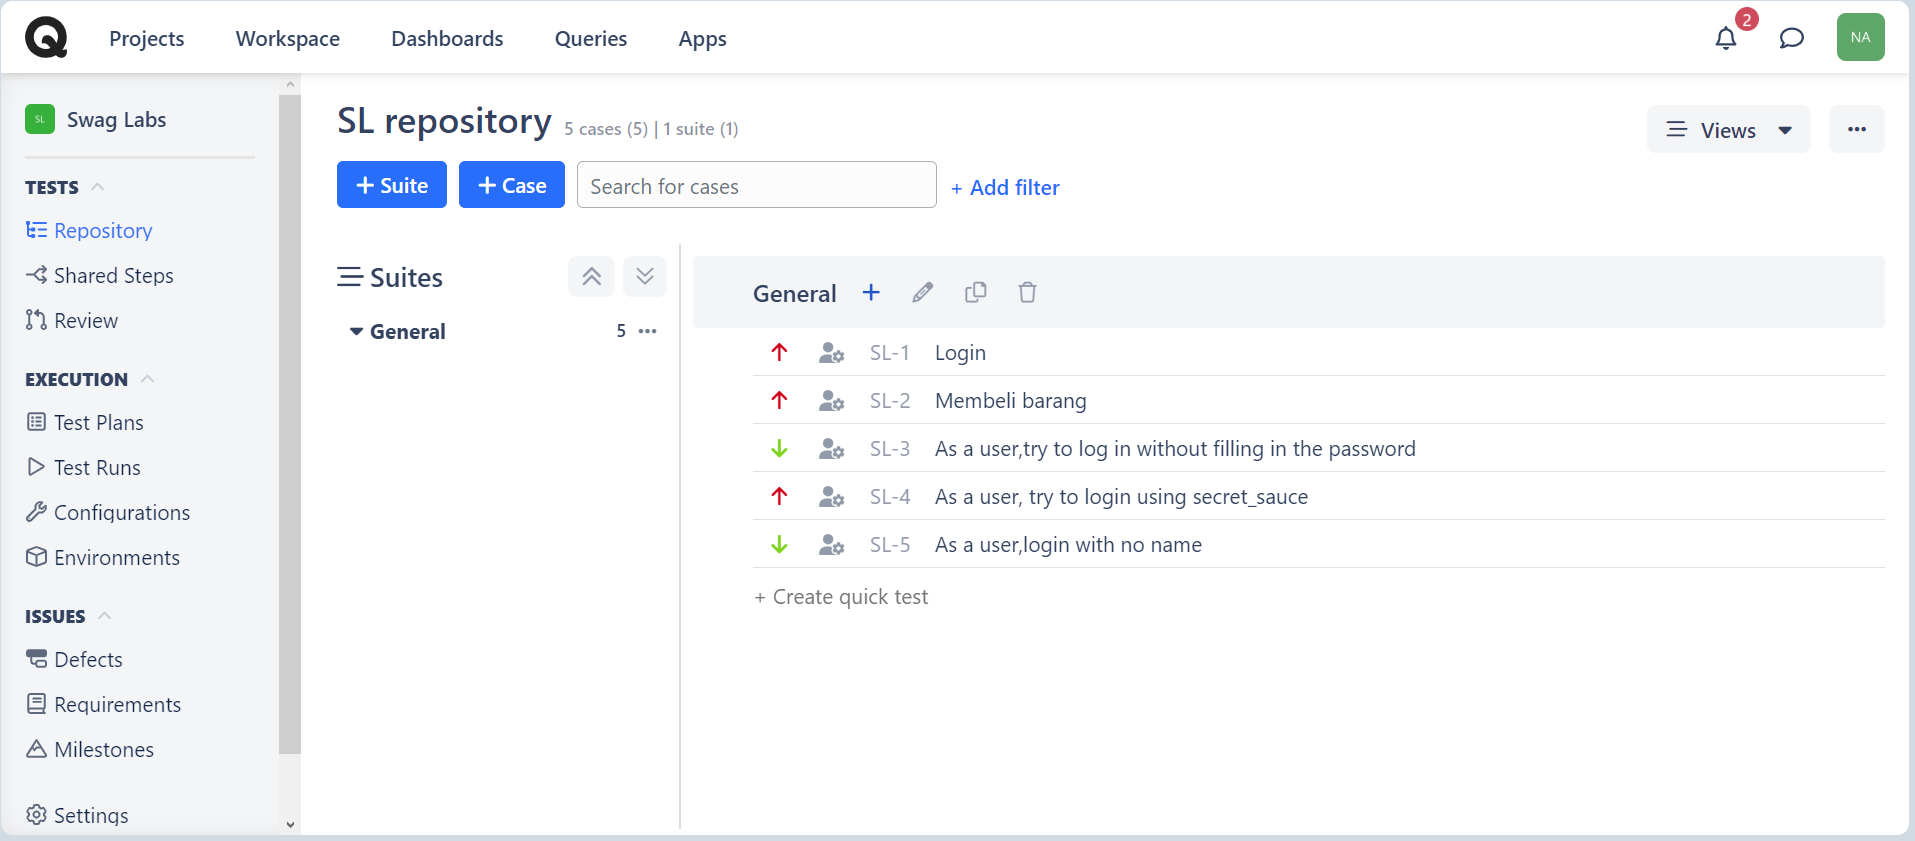 Projects Workspace Dashboards Queries Apps 2 NA
SL Swag Labs
TESTS
Repository
Shared Steps
Review
EXECUTION
Test Plans
Test Runs
Configurations
Environments
ISSUES
Defects
Requirements
Milestones
Settings
SL repository 5 cases (5) | 1 suite (1)
Views
+ Suite + Case Search for cases + Add filter
Suites
General 5
General
SL-1 Login
SL-2 Membeli barang
SL-3 As a user,try to log in without filling in the password
SL-4 As a user, try to login using secret_sauce
SL-5 As a user,login with no name
+ Create quick test